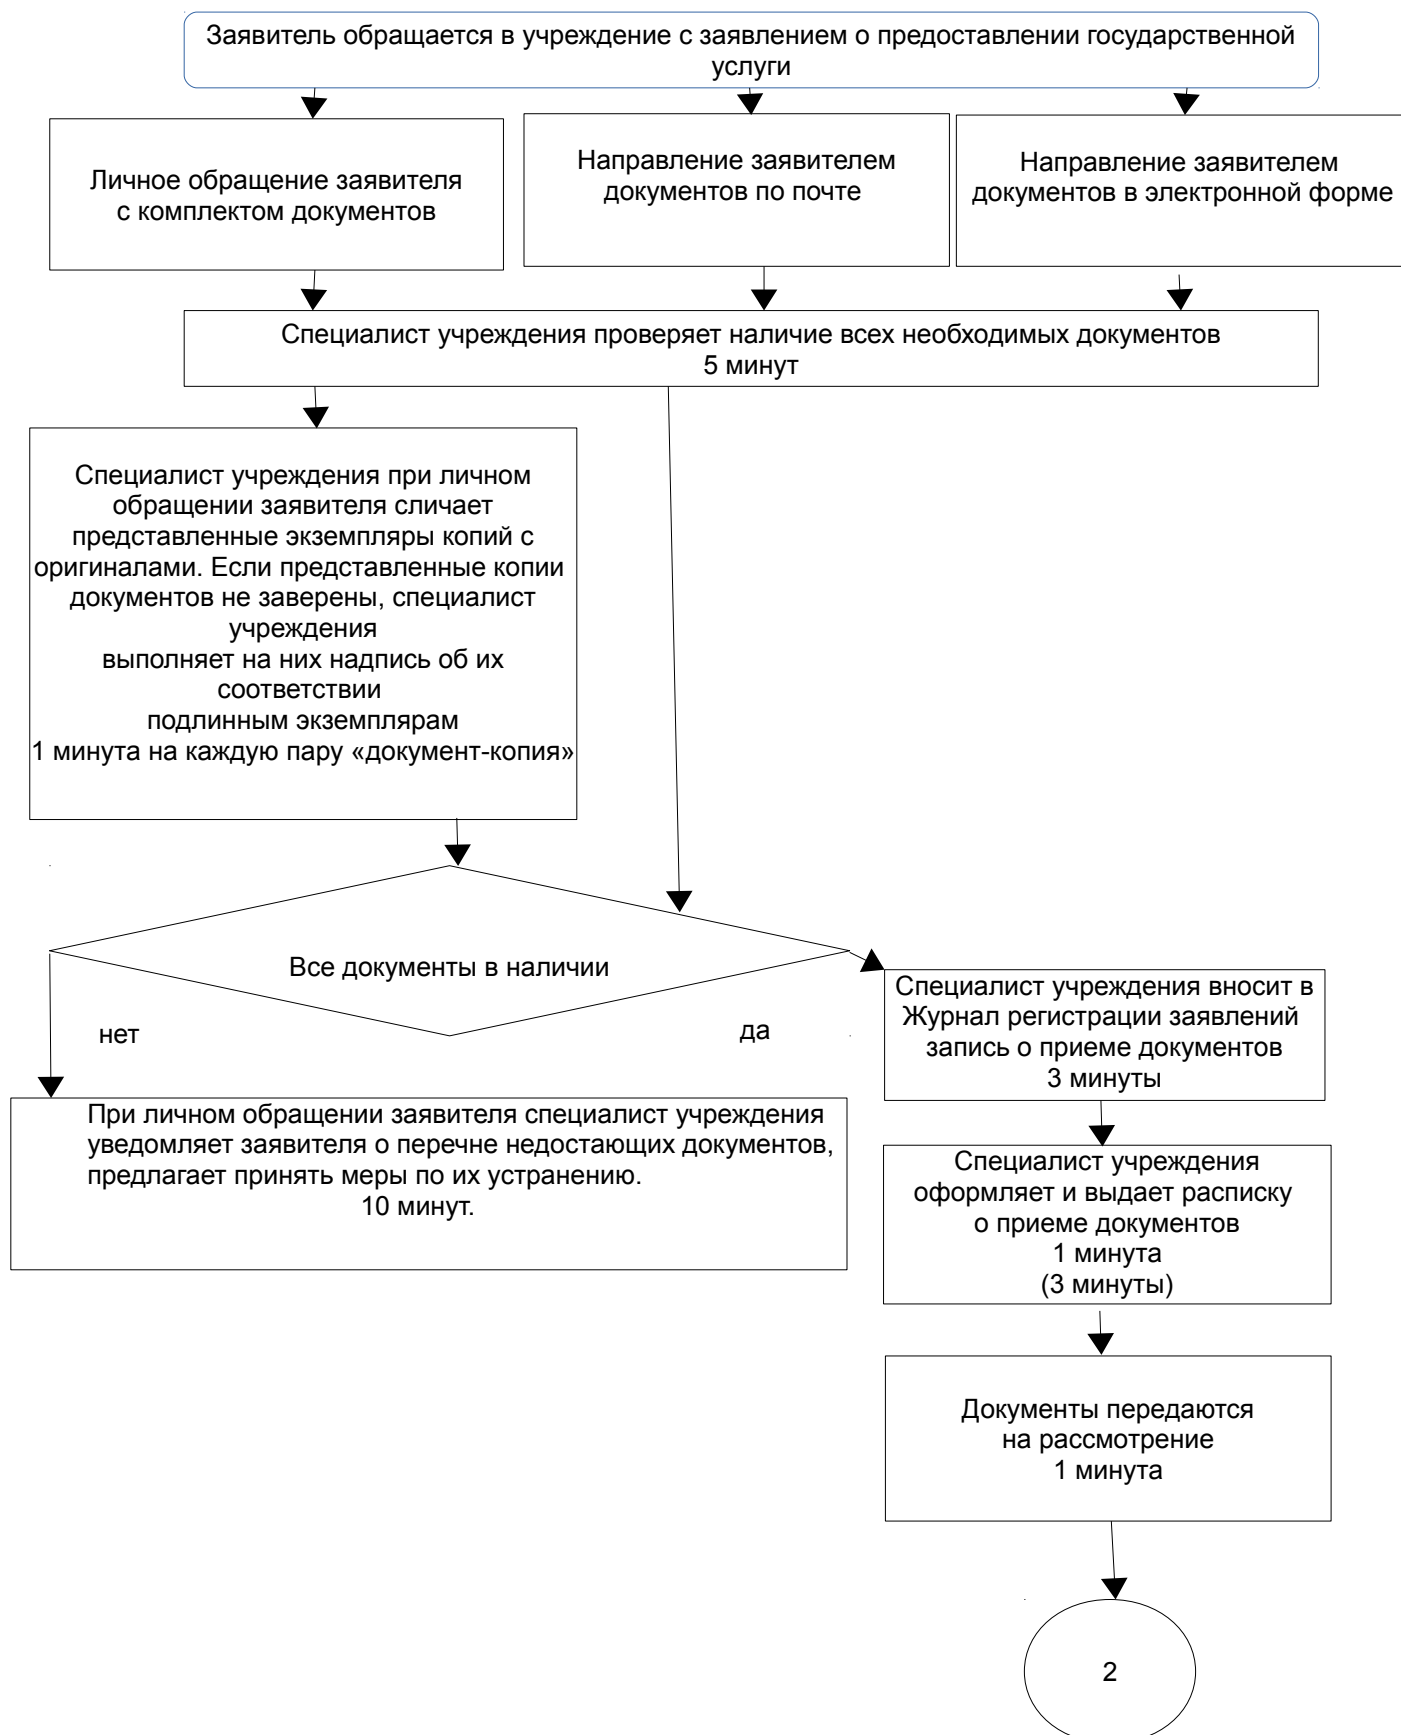 Заявитель обращается в учреждение с заявлением о предоставлении государственной
услуги
Личное обращение заявителя
с комплектом документов
Направление заявителем
документов по почте
Направление заявителем
документов в электронной форме
Специалист учреждения проверяет наличие всех необходимых документов
5 минут
Специалист учреждения при личном
обращении заявителя сличает
представленные экземпляры копий с
оригиналами. Если представленные копии
документов не заверены, специалист
учреждения
выполняет на них надпись об их
соответствии
подлинным экземплярам
1 минута на каждую пару «документ-копия»
Все документы в наличии
нет
да
Специалист учреждения вносит в
Журнал регистрации заявлений
запись о приеме документов
3 минуты
При личном обращении заявителя специалист учреждения
уведомляет заявителя о перечне недостающих документов,
предлагает принять меры по их устранению.
10 минут.
Специалист учреждения
оформляет и выдает расписку
о приеме документов
1 минута
(3 минуты)
Документы передаются
на рассмотрение
1 минута
2